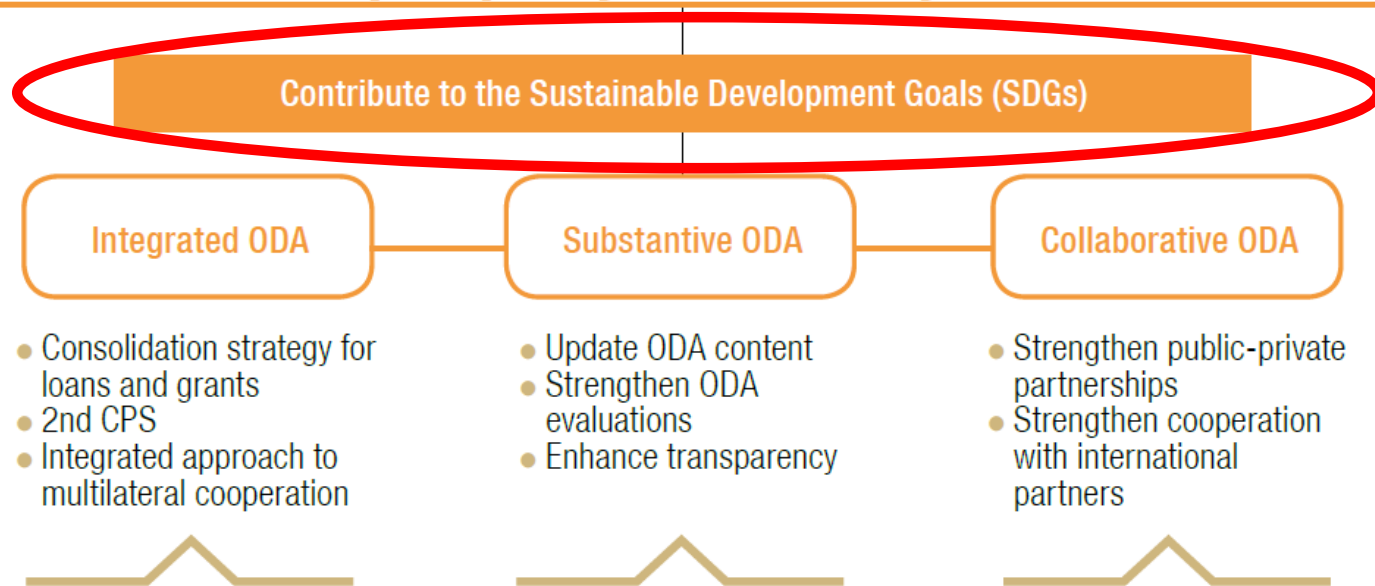 Contribute to the Sustainable Development Goals (SDGs)
Integrated ODA
Substantive ODA
Collaborative ODA
Consolidation strategy for
loans and grants
2nd CPS
Integrated approach to
multilateral cooperation
Update ODA content
Strengthen ODA
evaluations
Enhance transparency
Strengthen public-private
partnerships
Strengthen cooperation
with international
partners